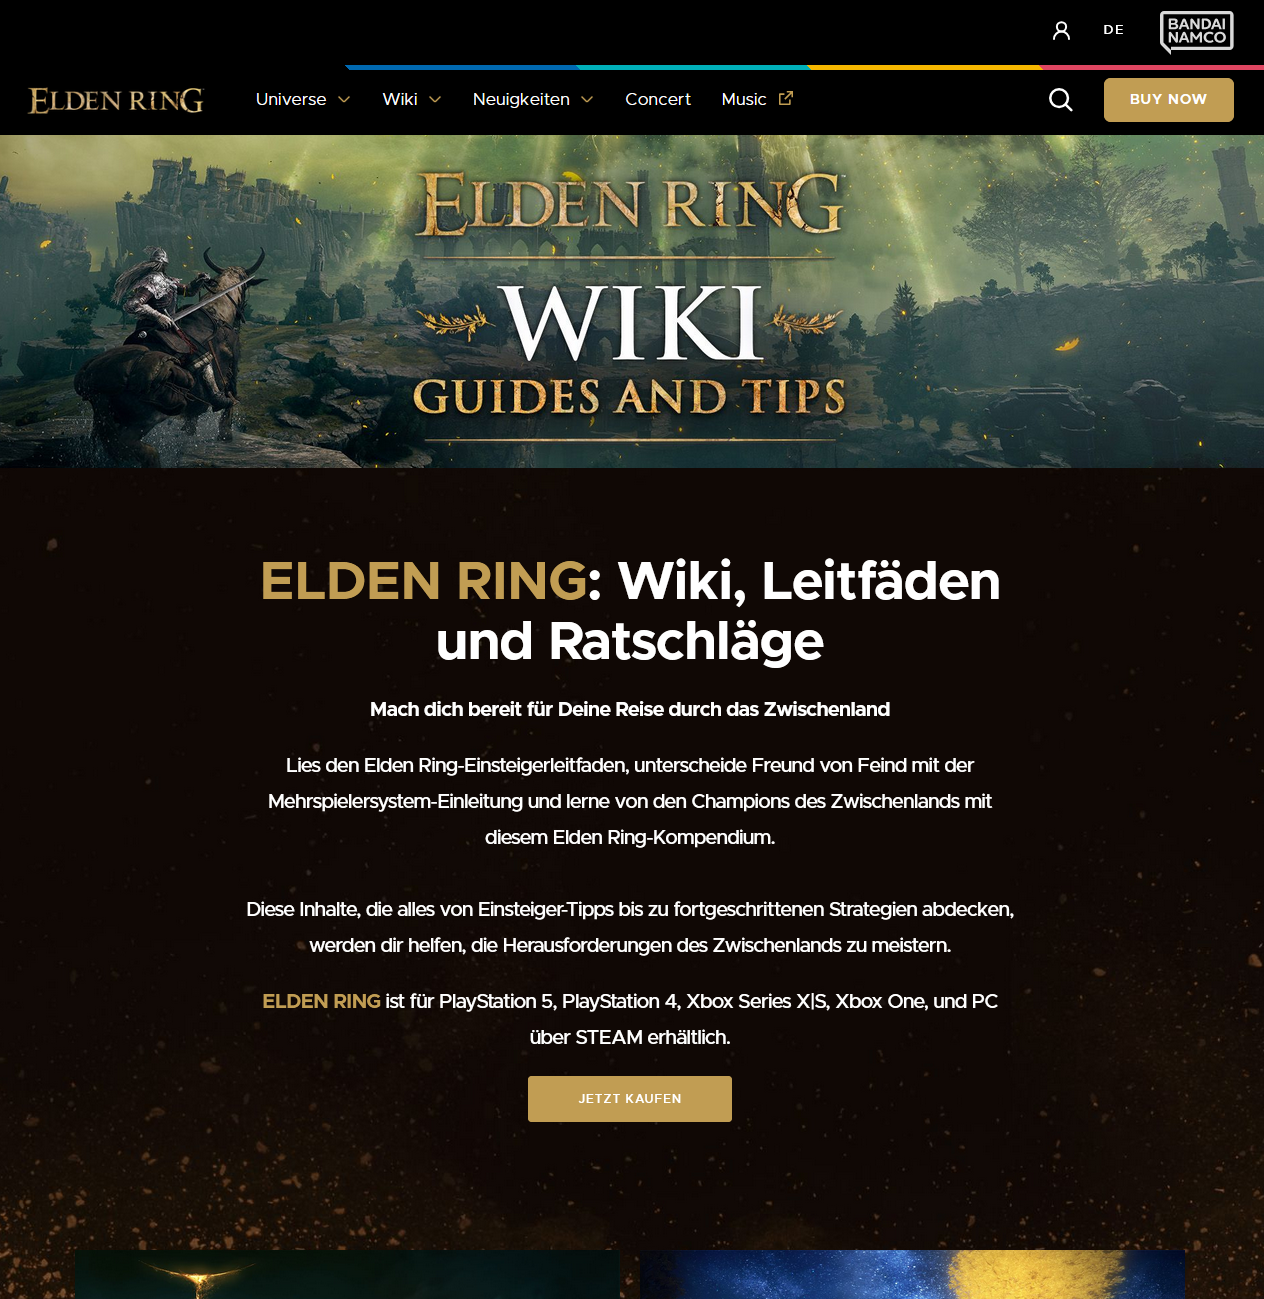 DE
BANDAI
NAMCO
ELDEN RING
Universe
Wiki
Neuigkeiten
Concert
Music
BUY NOW
ELDEN RING
WIKI
GUIDES AND TIPS
ELDEN RING: Wiki, Leitfäden
und Ratschläge
Mach dich bereit für Deine Reise durch das Zwischenland
Lies den Elden Ring-Einsteigerleitfaden, unterscheide Freund von Feind mit der
Mehrspielersystem-Einleitung und lerne von den Champions des Zwischenlands mit
diesem Elden Ring-Kompendium.
Diese Inhalte, die alles von Einsteiger-Tipps bis zu fortgeschrittenen Strategien abdecken,
werden dir helfen, die Herausforderungen des Zwischenlands zu meistern.
ELDEN RING ist für PlayStation 5, PlayStation 4, Xbox Series X|S, Xbox One, und PC
über STEAM erhältlich.
JETZT KAUFEN